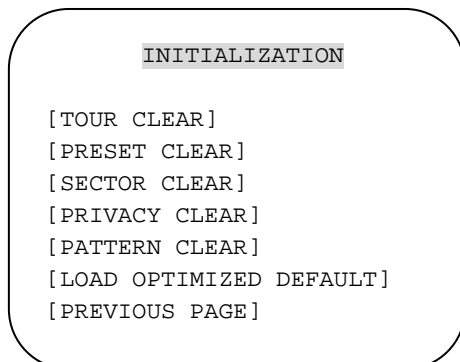 INITIALIZATION
[TOUR CLEAR]
[PRESET CLEAR]
[SECTOR CLEAR]
[PRIVACY CLEAR]
[PATTERN CLEAR]
[LOAD OPTIMIZED DEFAULT]
[PREVIOUS PAGE]